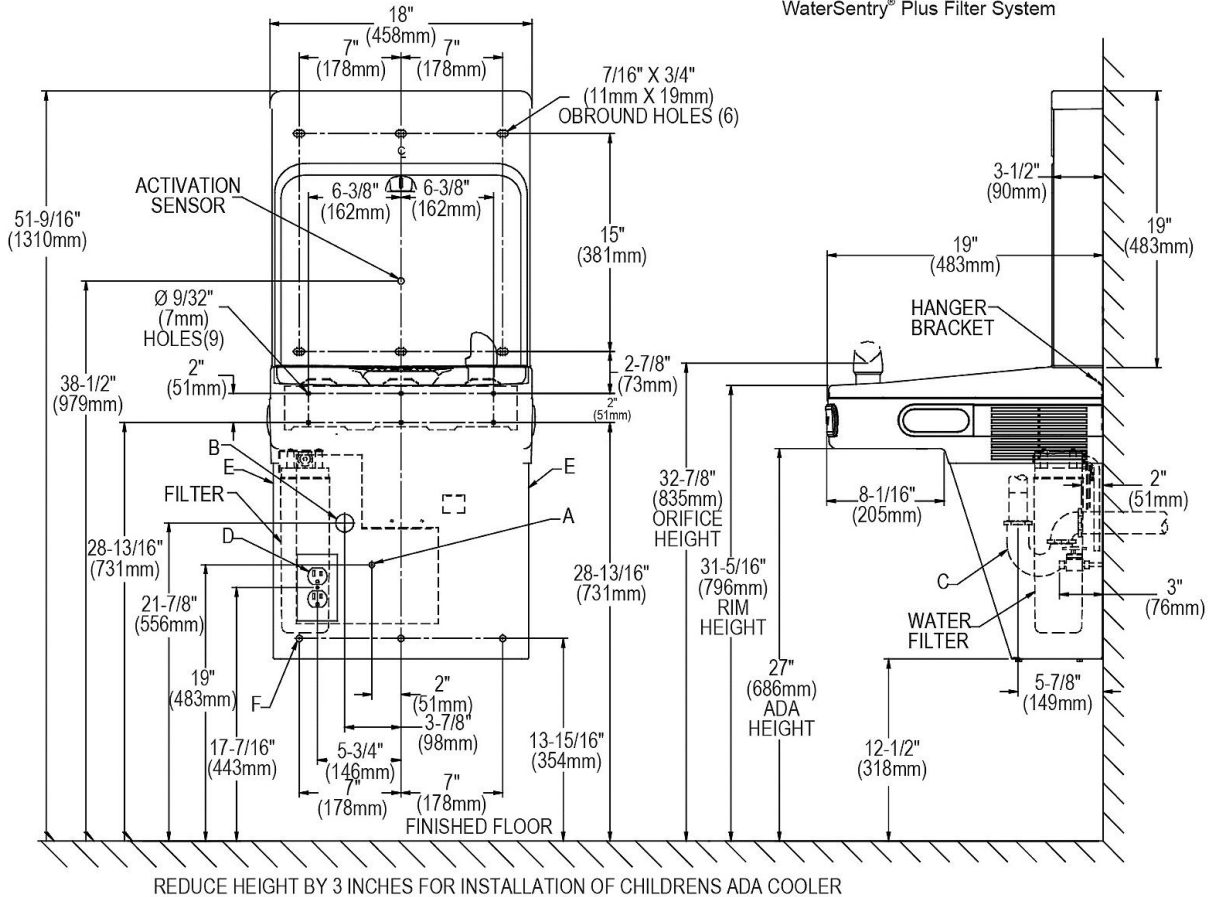 WaterSentry® Plus Filter System
18"
(458mm)
7"
(178mm)
7"
(178mm)
7/16" X 3/4"
(11mm X 19mm)
OBROUND HOLES (6)
℄
ACTIVATION
SENSOR
6-3/8"
(162mm)
6-3/8"
(162mm)
3-1/2"
(90mm)
51-9/16"
(1310mm)
15"
(381mm)
19"
(483mm)
19"
(483mm)
Ø 9/32"
(7mm)
HOLES(9)
HANGER
BRACKET
2"
(51mm)
2-7/8"
(73mm)
38-1/2"
(979mm)
2"
(51mm)
B
E
E
FILTER
A
D
32-7/8"
(835mm)
ORIFICE
HEIGHT
8-1/16"
(205mm)
2"
(51mm)
28-13/16"
(731mm)
28-13/16"
(731mm)
31-5/16"
(796mm)
RIM
HEIGHT
C
21-7/8"
(556mm)
3"
(76mm)
WATER
FILTER
19"
(483mm)
F
2"
(51mm)
27"
(686mm)
ADA
HEIGHT
5-7/8"
(149mm)
3-7/8"
(98mm)
17-7/16"
(443mm)
5-3/4"
(146mm)
13-15/16"
(354mm)
12-1/2"
(318mm)
7"
(178mm)
7"
(178mm)
FINISHED FLOOR
REDUCE HEIGHT BY 3 INCHES FOR INSTALLATION OF CHILDRENS ADA COOLER